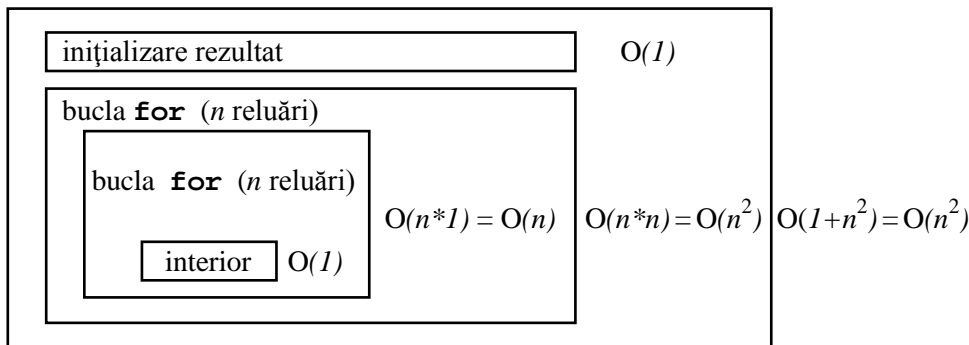 iniţializare rezultat O(1)
bucla for (n reluări)
bucla for (n reluări)
O(n*1) = O(n) O(n*n)=O(n²) O(1+n²)=O(n²)
interior O(1)